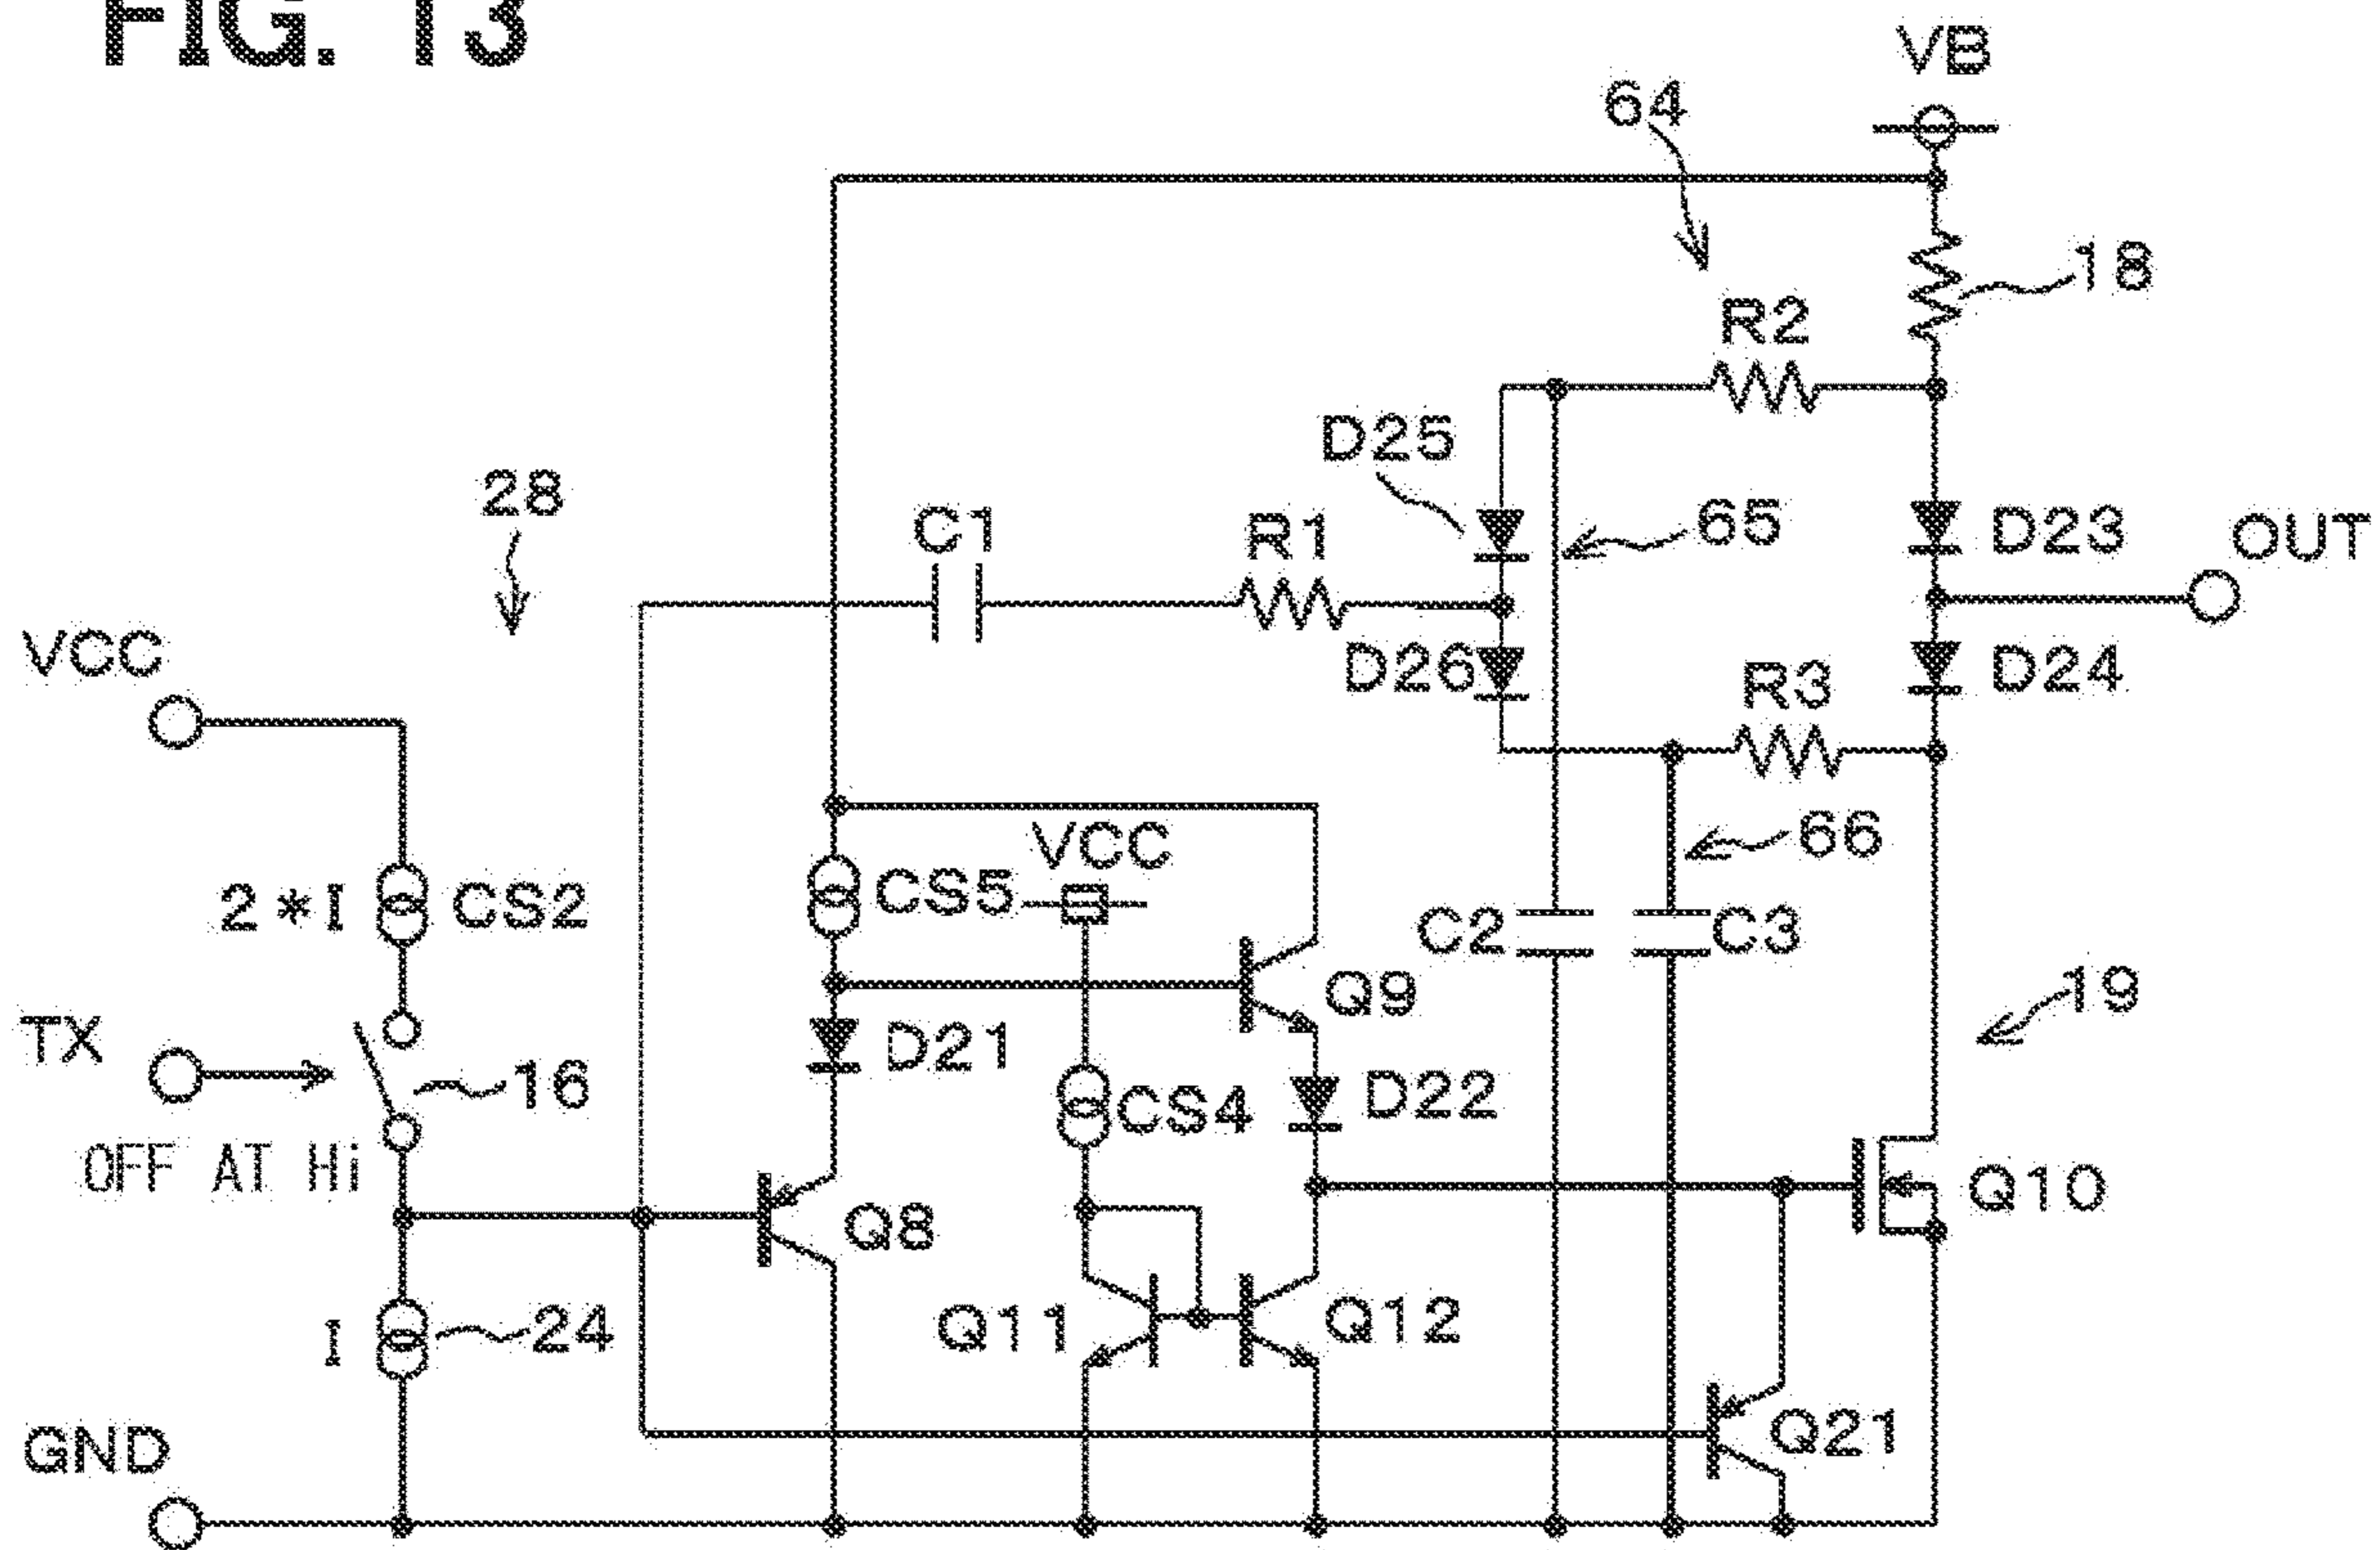 FIG. 13
VB
64
18
R2
D25
28
C1
R1
65
D23
OUT
VCC
D26
R3
D24
66
2*I
CS2
CS5
VCC
C2
C3
Q9
19
TX
16
D21
CS4
D22
OFF AT Hi
Q8
Q10
I
24
Q11
Q12
GND
Q21